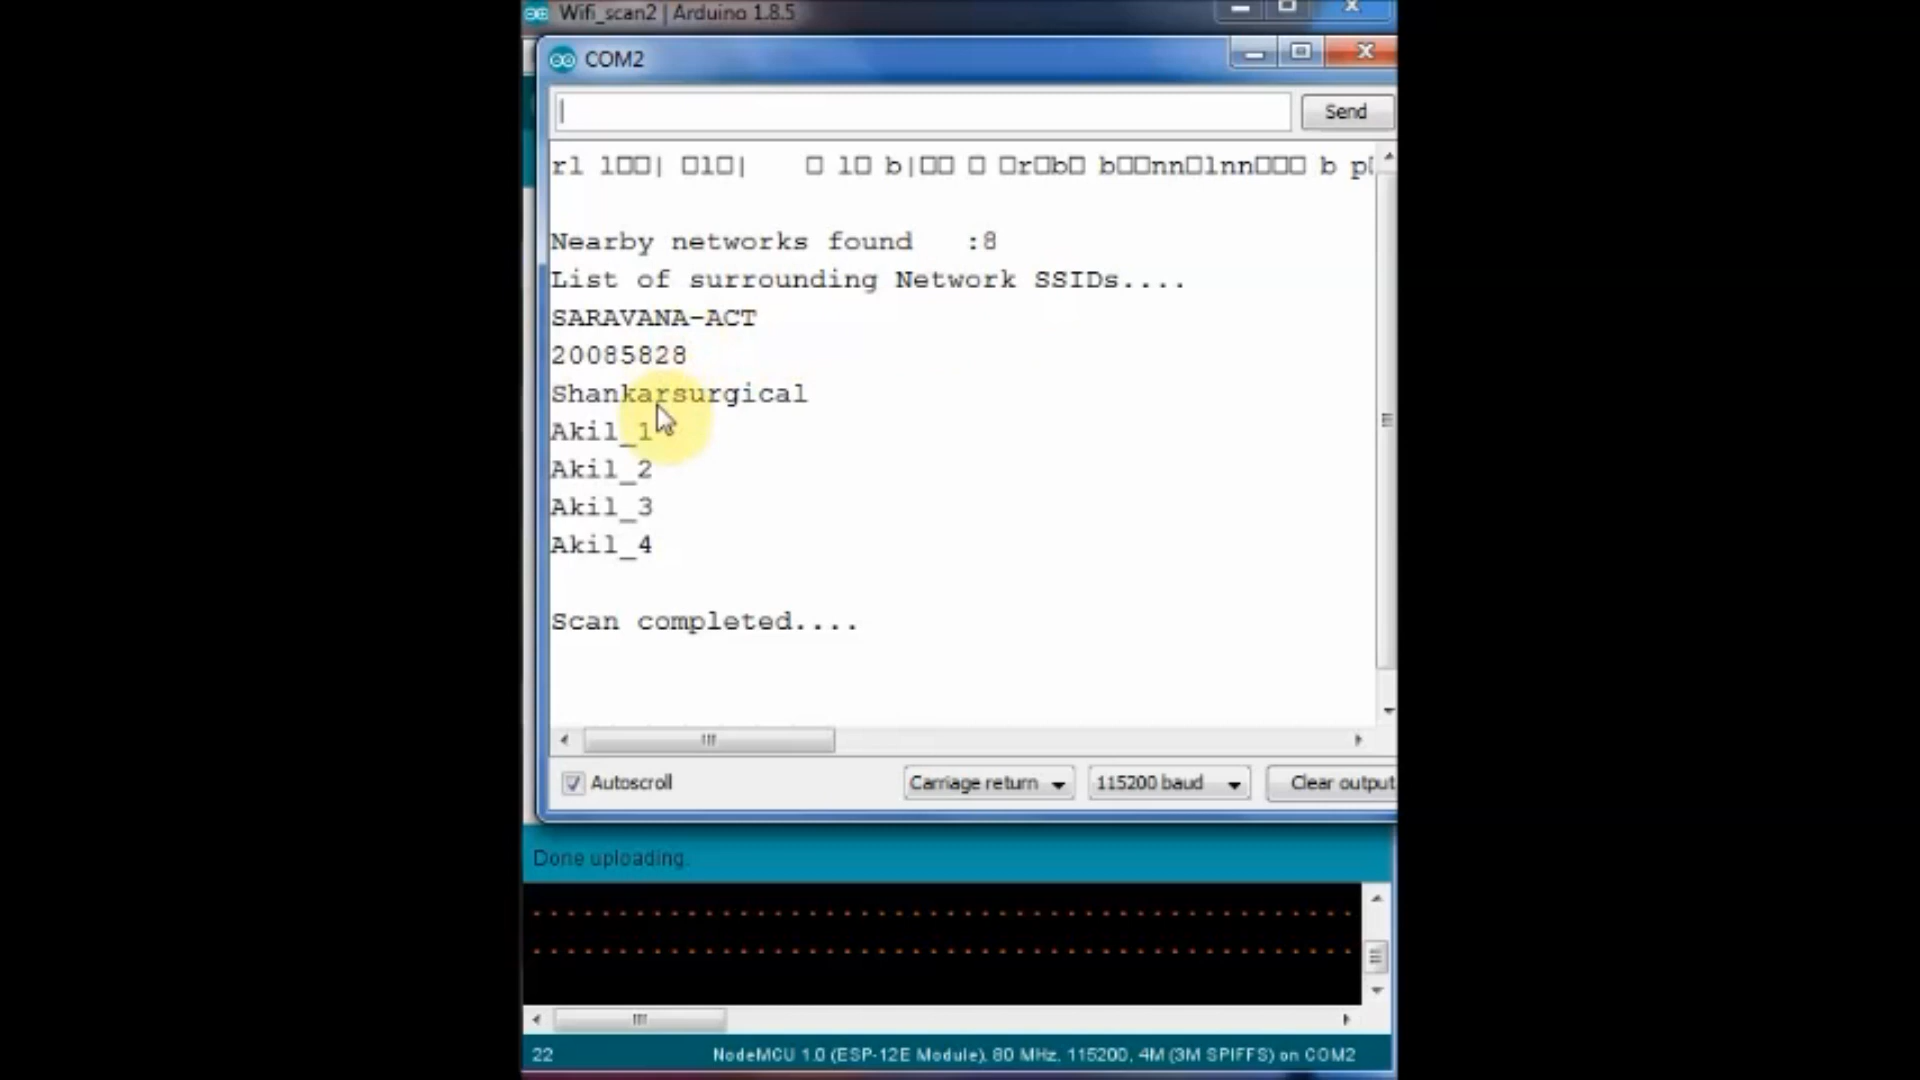 Wifi_scan2 | Arduino 1.8.5
COM2
Send
Nearby networks found :8
List of surrounding Network SSIDs....
SARAVANA-ACT
20085828
Shankarsurgical
Akil_1
Akil_2
Akil_3
Akil_4
Scan completed....
Autoscroll
Carriage return
115200 baud
Clear output
Done uploading.
22
NodeMCU 1.0 (ESP-12E Module), 80 MHz, 115200, 4M (3M SPIFFS) on COM2